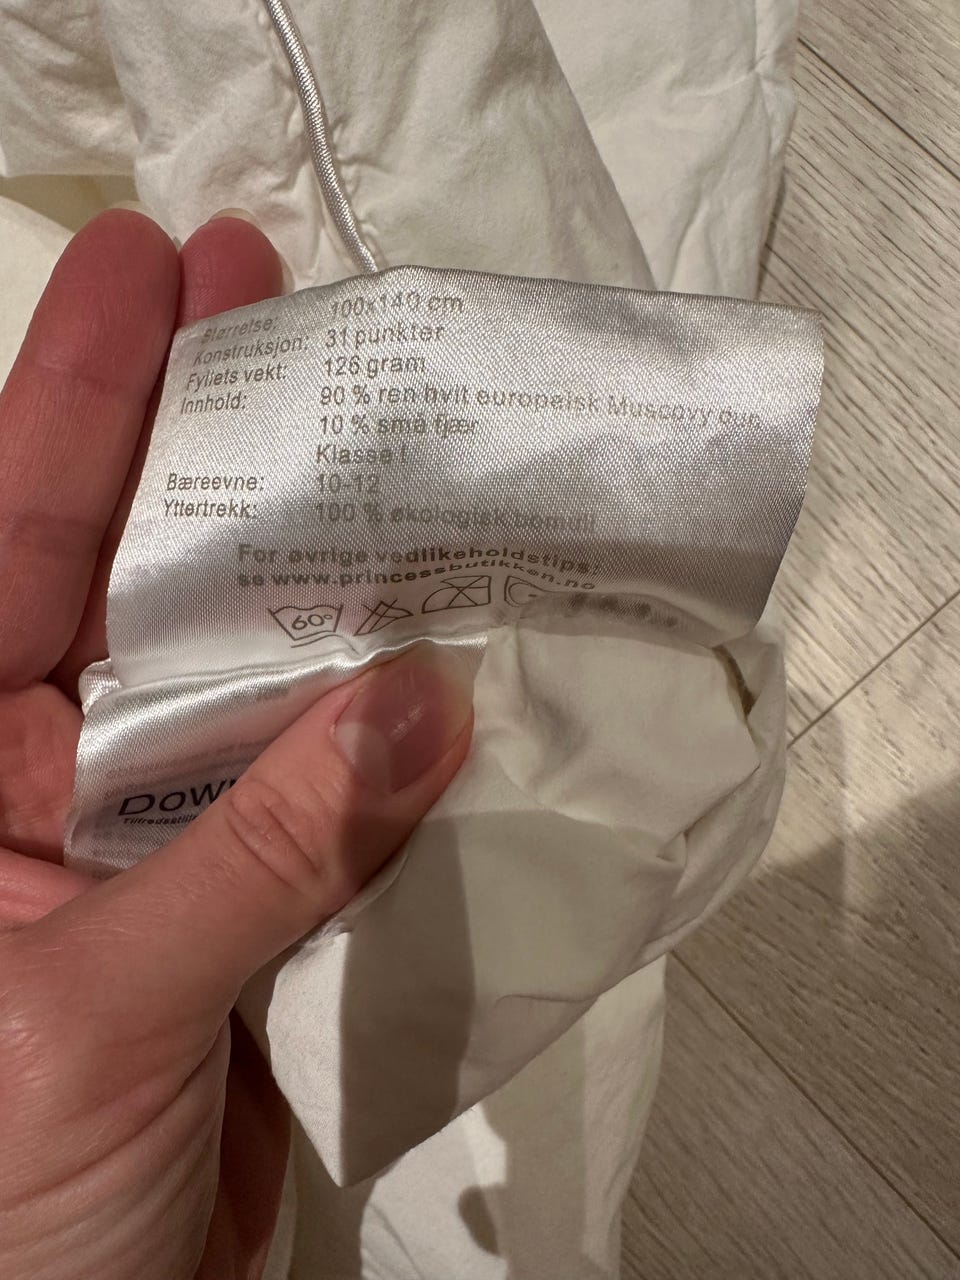 Størrelse: 100x140 cm
Konstruksjon: 31 punkter
Fyllets vekt: 126 gram
Innhold: 90 % ren hvit europeisk Muscovy dun
10 % små fjær
Klasse I
Bæreevne: 10-12
Yttertrekk: 100 % økologisk bomull
For øvrige vedlikeholdstips:
se www.princessbutikken.no
60°